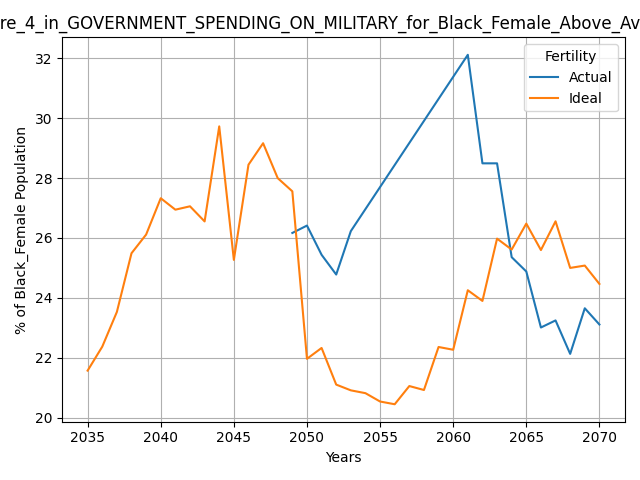 re_4_in_GOVERNMENT_SPENDING_ON_MILITARY_for_Black_Female_Above_Av
Fertility
Actual
Ideal
% of Black_Female Population
32
30
28
26
24
22
20
2035 2040 2045 2050 2055 2060 2065 2070
Years